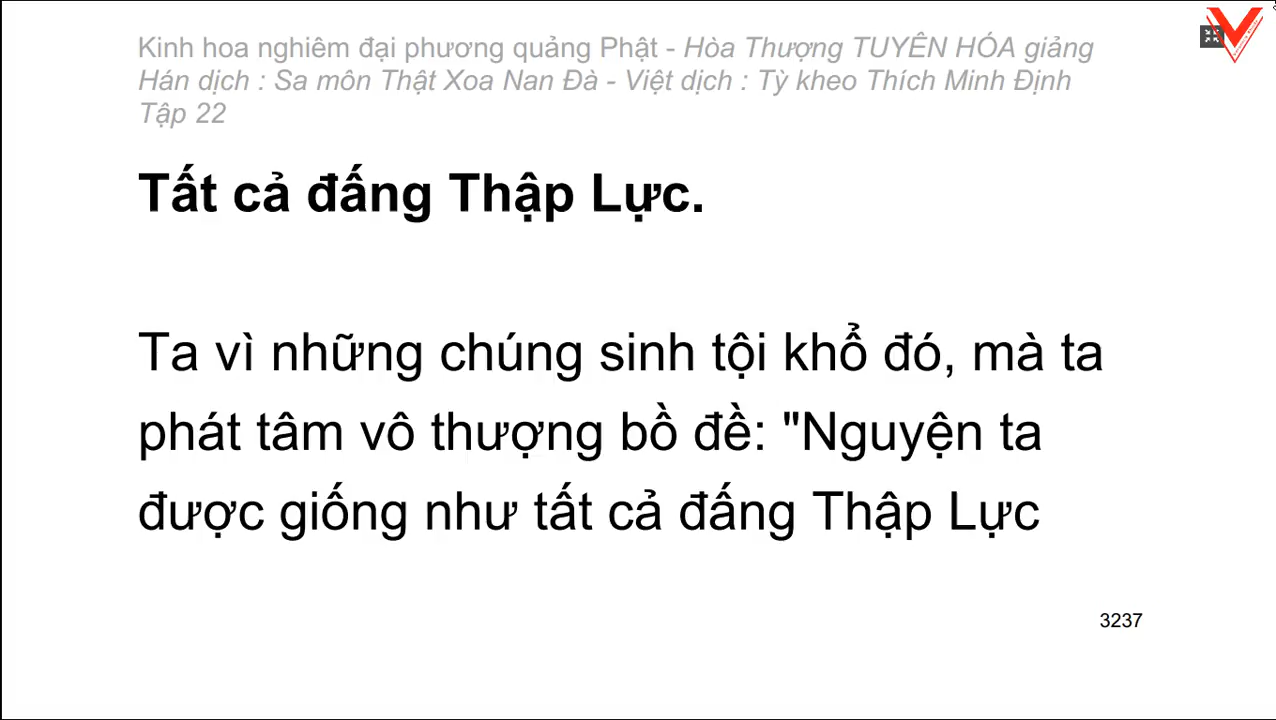 Kinh hoa nghiêm đại phương quảng Phật - Hòa Thượng TUYÊN HÓA giảng
Hán dịch : Sa môn Thật Xoa Nan Đà - Việt dịch : Tỳ kheo Thích Minh Định
Tập 22
Tất cả đấng Thập Lực.
Ta vì những chúng sinh tội khổ đó, mà ta
phát tâm vô thượng bồ đề: "Nguyện ta
được giống như tất cả đấng Thập Lực
3237